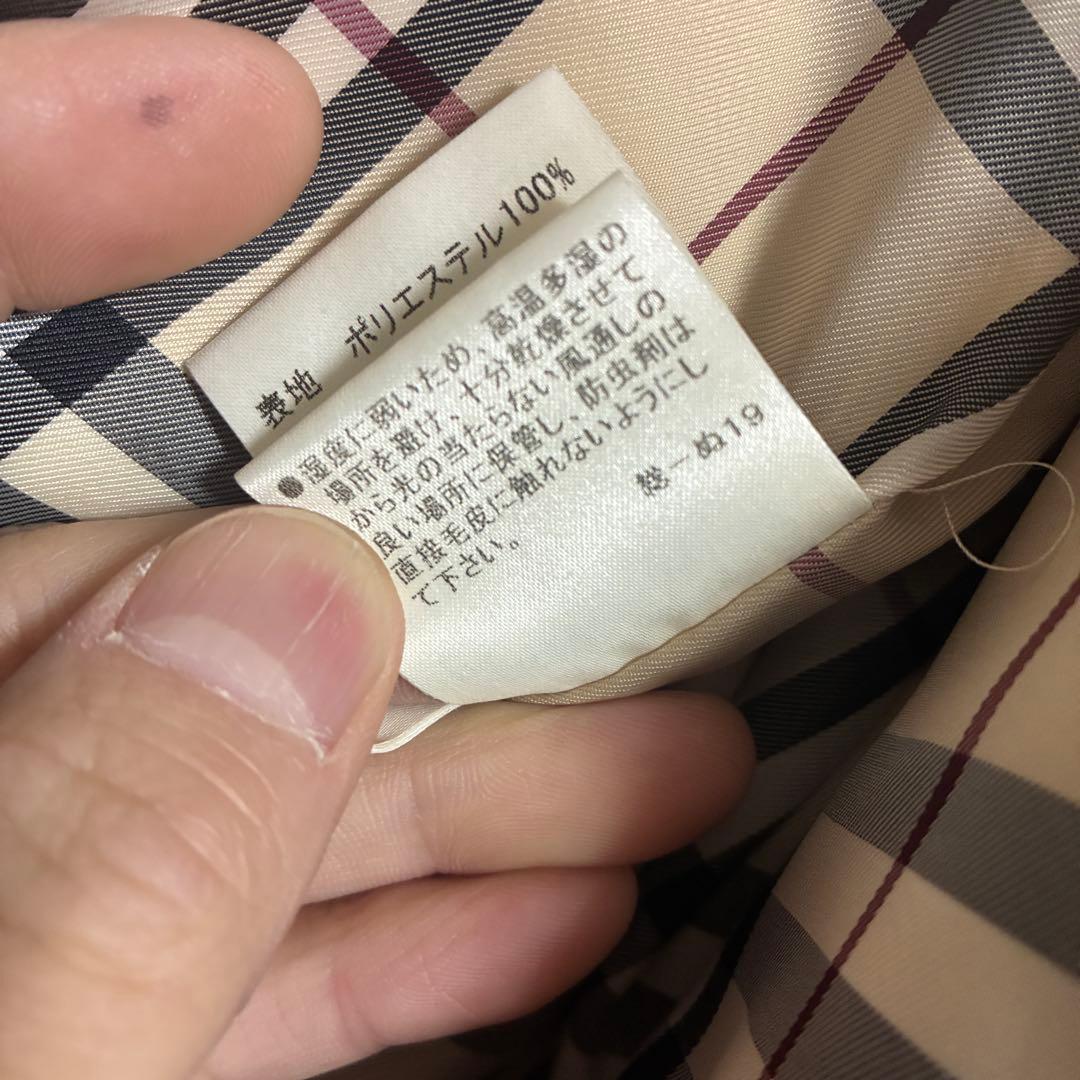 表地 ポリエステル100%
●湿度に弱いため、高温多湿の
場所を避け、十分乾燥させて
から光の当たらない風通しの
良い場所に保管し、防虫剤は
直接毛皮に触れないようにし
て下さい。
総一ぬ19